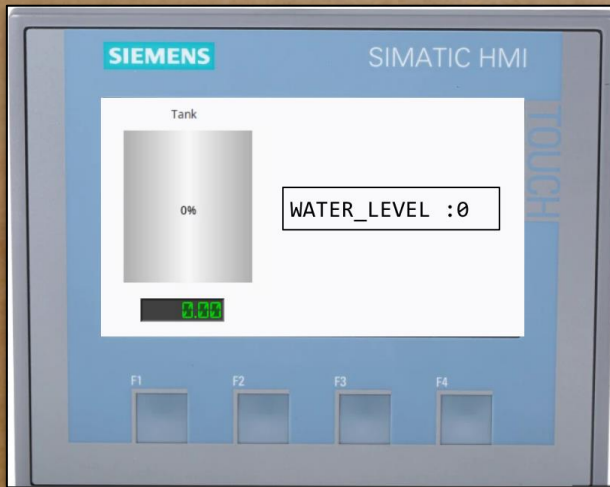 SIEMENS
SIMATIC HMI
TOUCH
Tank
0%
WATER_LEVEL :0
0.00
F1
F2
F3
F4